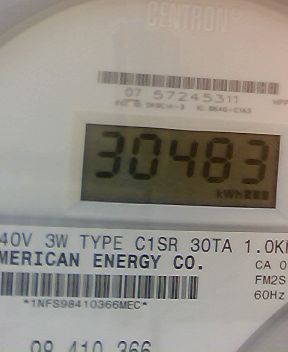 CENTRON
07 57245311
30483
kWh
40V 3W TYPE C1SR 30TA 1.0K
MERICAN ENERGY CO.
CA 0
FM2S
60Hz
*1NFS98410366MEC*
98 410 366